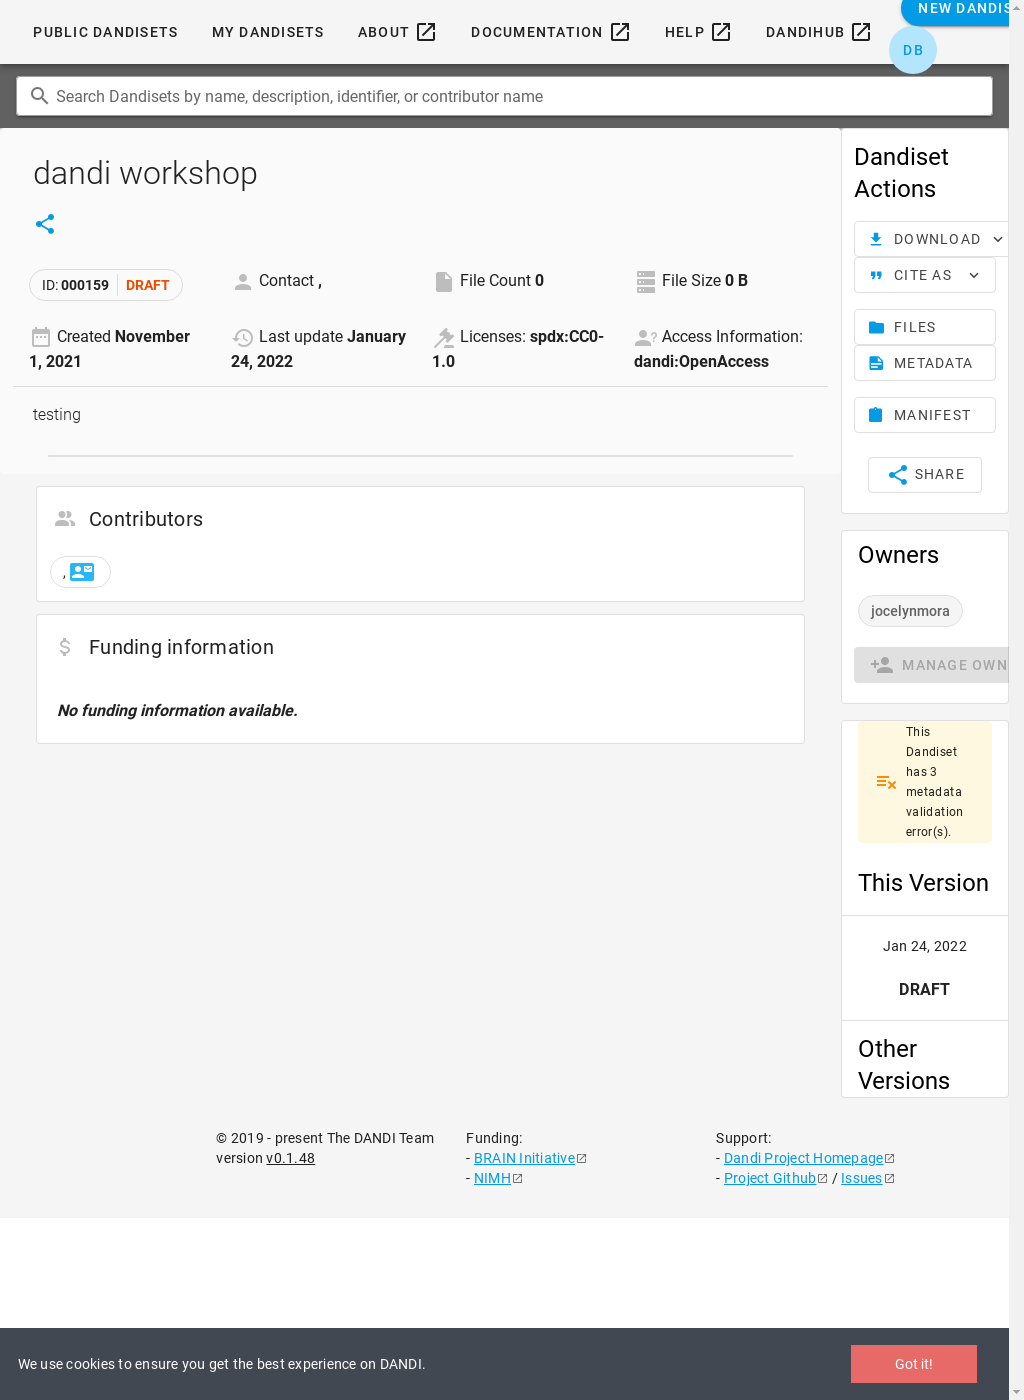 NEW DANDIS
PUBLIC DANDISETS MY DANDISETS ABOUT DOCUMENTATION HELP DANDIHUB
DB
Search Dandisets by name, description, identifier, or contributor name
dandi workshop
ID: 000159 DRAFT
Contact ,
File Count 0
File Size 0 B
Created November
1, 2021
Last update January
24, 2022
Licenses: spdx:CC0-
1.0
Access Information:
dandi:OpenAccess
testing
Contributors
,
Funding information
No funding information available.
Dandiset
Actions
DOWNLOAD
CITE AS
FILES
METADATA
MANIFEST
SHARE
Owners
jocelynmora
MANAGE OWN
This
Dandiset
has 3
metadata
validation
error(s).
This Version
Jan 24, 2022
DRAFT
Other
Versions
© 2019 - present The DANDI Team
version v0.1.48
Funding:
- BRAIN Initiative
- NIMH
Support:
- Dandi Project Homepage
- Project Github / Issues
We use cookies to ensure you get the best experience on DANDI.
Got it!